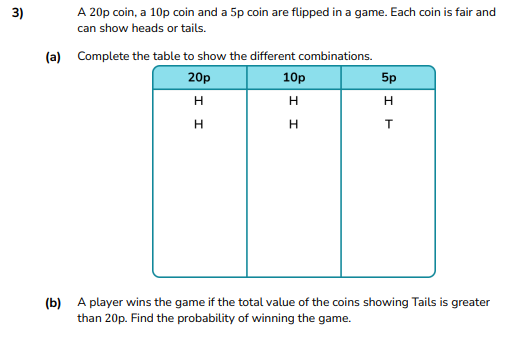 3) A 20p coin, a 10p coin and a 5p coin are flipped in a game. Each coin is fair and
can show heads or tails.
(a) Complete the table to show the different combinations.
20p 10p 5p
H H H
H H T
(b) A player wins the game if the total value of the coins showing Tails is greater
than 20p. Find the probability of winning the game.